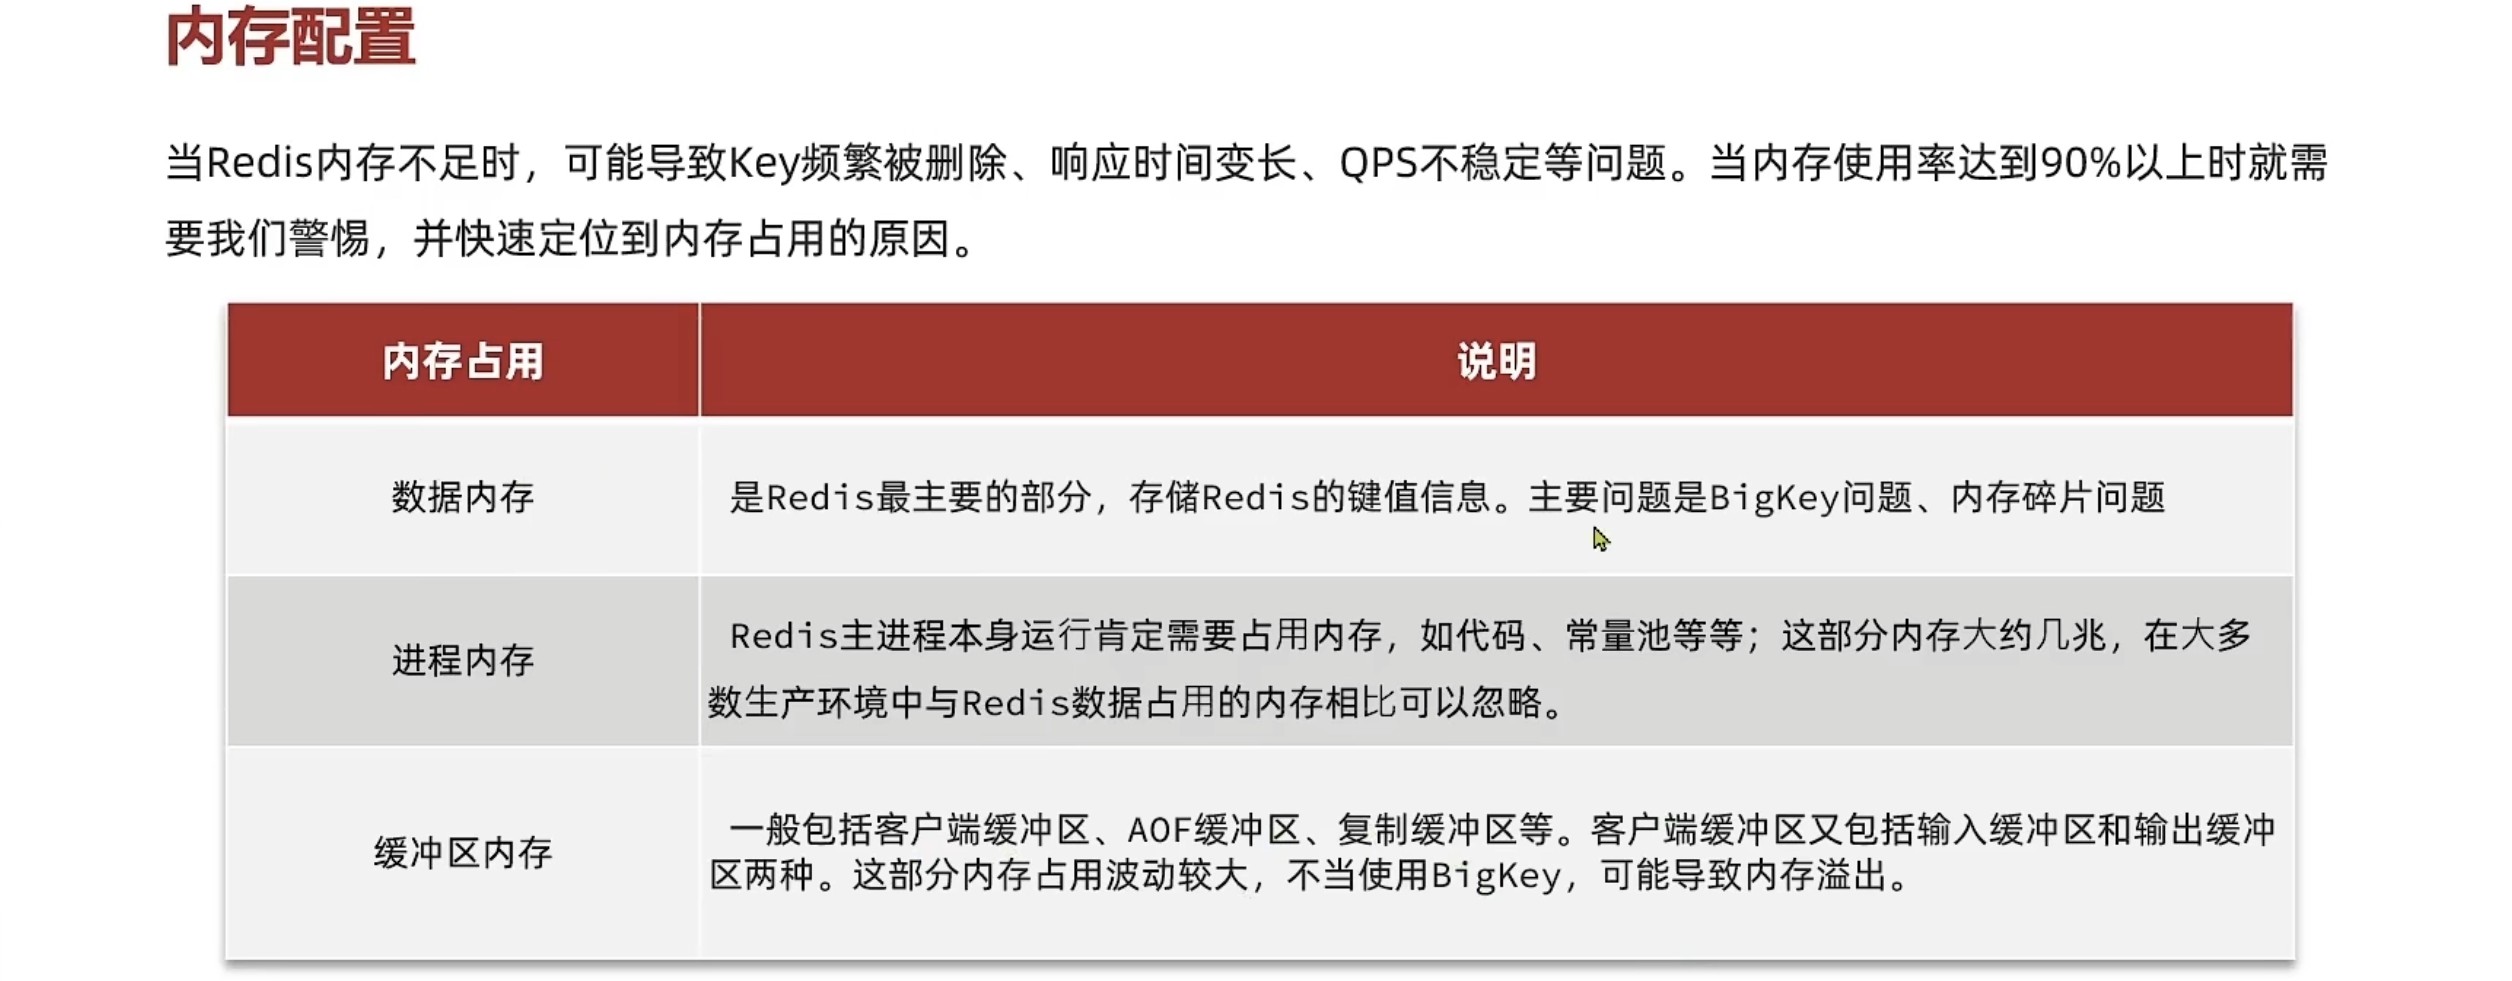 内存配置
当Redis内存不足时，可能导致Key频繁被删除、响应时间变长、QPS不稳定等问题。当内存使用率达到90%以上时就需
要我们警惕，并快速定位到内存占用的原因。
内存占用
说明
数据内存
是Redis最主要的部分，存储Redis的键值信息。主要问题是BigKey问题、内存碎片问题
进程内存
Redis主进程本身运行肯定需要占用内存，如代码、常量池等等；这部分内存大约几兆，在大多
数生产环境中与Redis数据占用的内存相比可以忽略。
缓冲区内存
一般包括客户端缓冲区、AOF缓冲区、复制缓冲区等。客户端缓冲区又包括输入缓冲区和输出缓冲
区两种。这部分内存占用波动较大，不当使用BigKey，可能导致内存溢出。